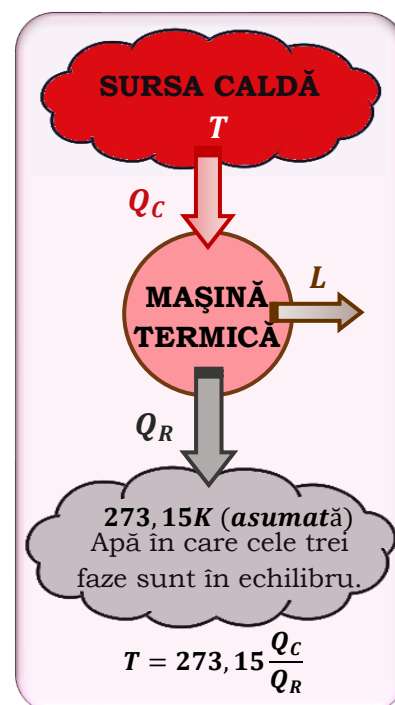 SURSA CALDĂ
T
Q_C
MAŞINĂ
TERMICĂ
L
Q_R
273,15K (asumată)
Apă în care cele trei
faze sunt în echilibru.
T = 273,15 Q_C/Q_R